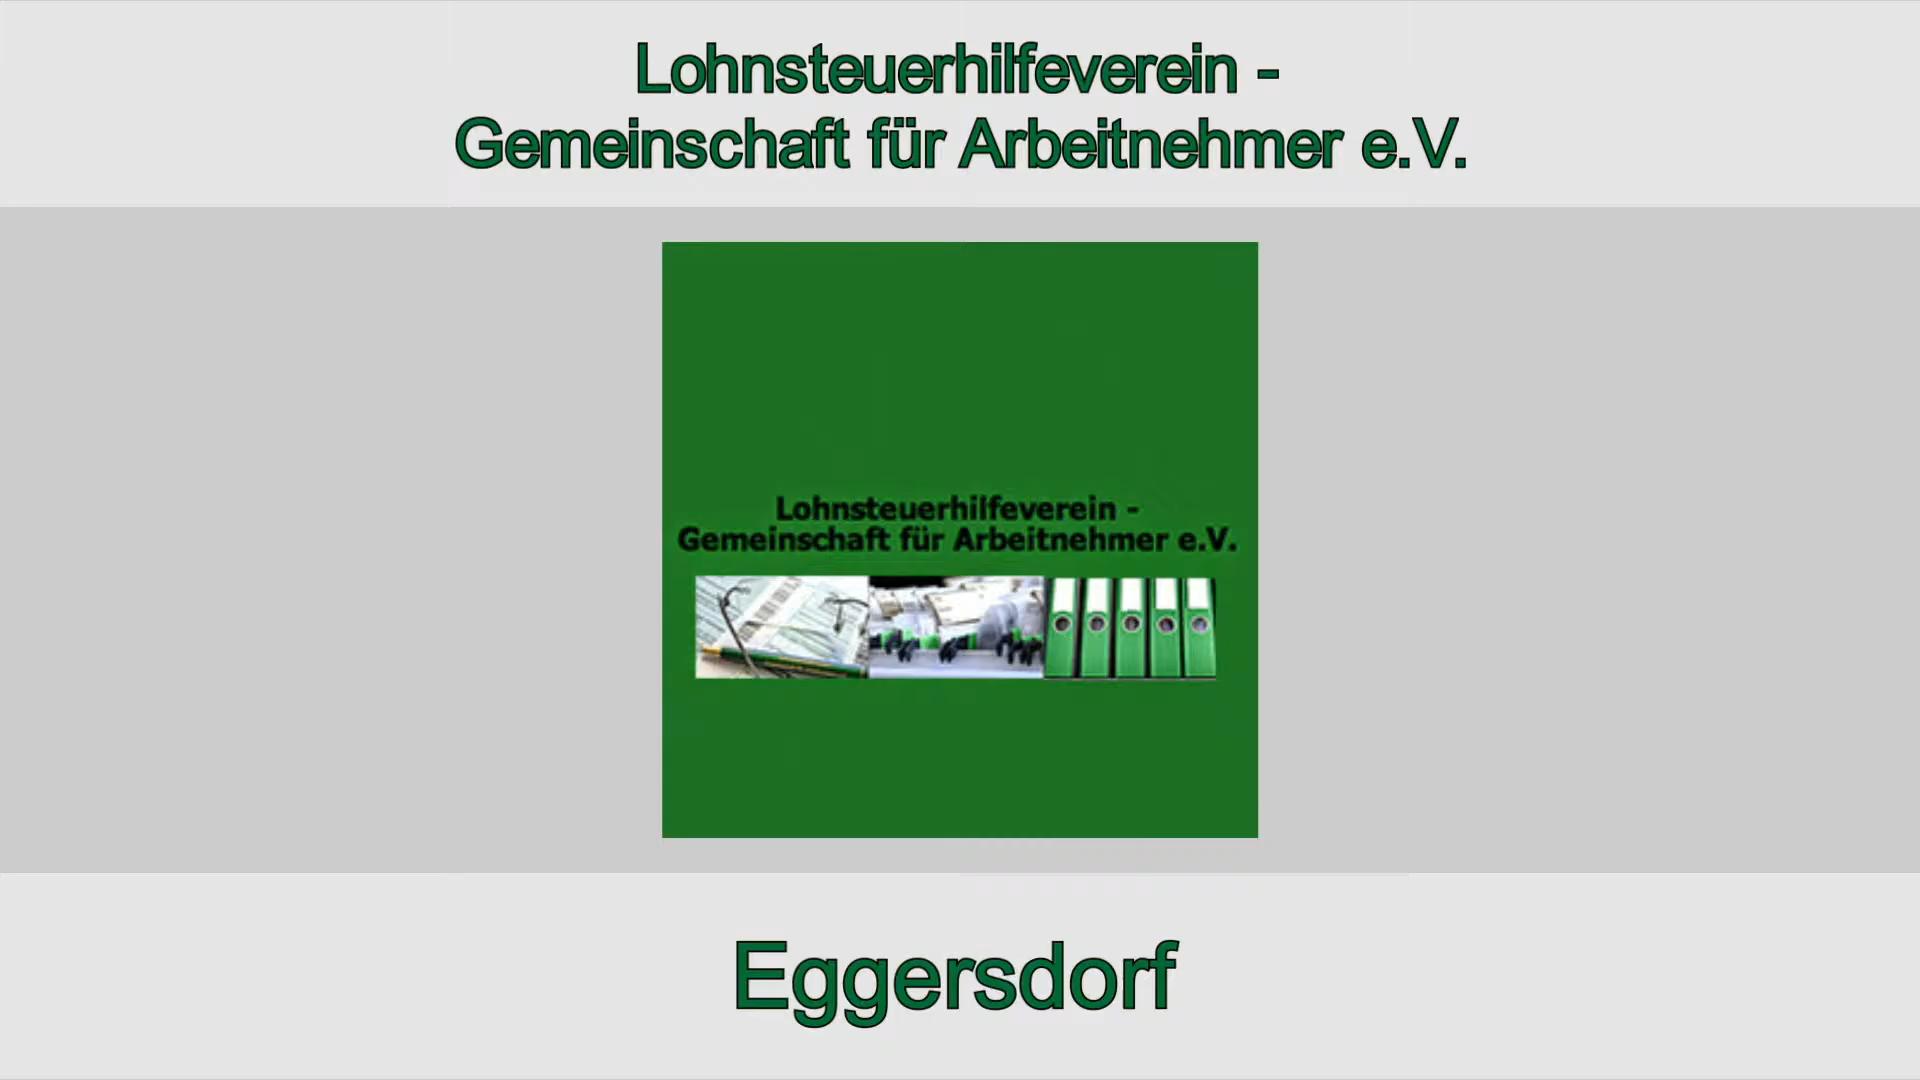 Lohnsteuerhilfeverein -
Gemeinschaft für Arbeitnehmer e.V.
Lohnsteuerhilfeverein -
Gemeinschaft für Arbeitnehmer e.V.
Eggersdorf